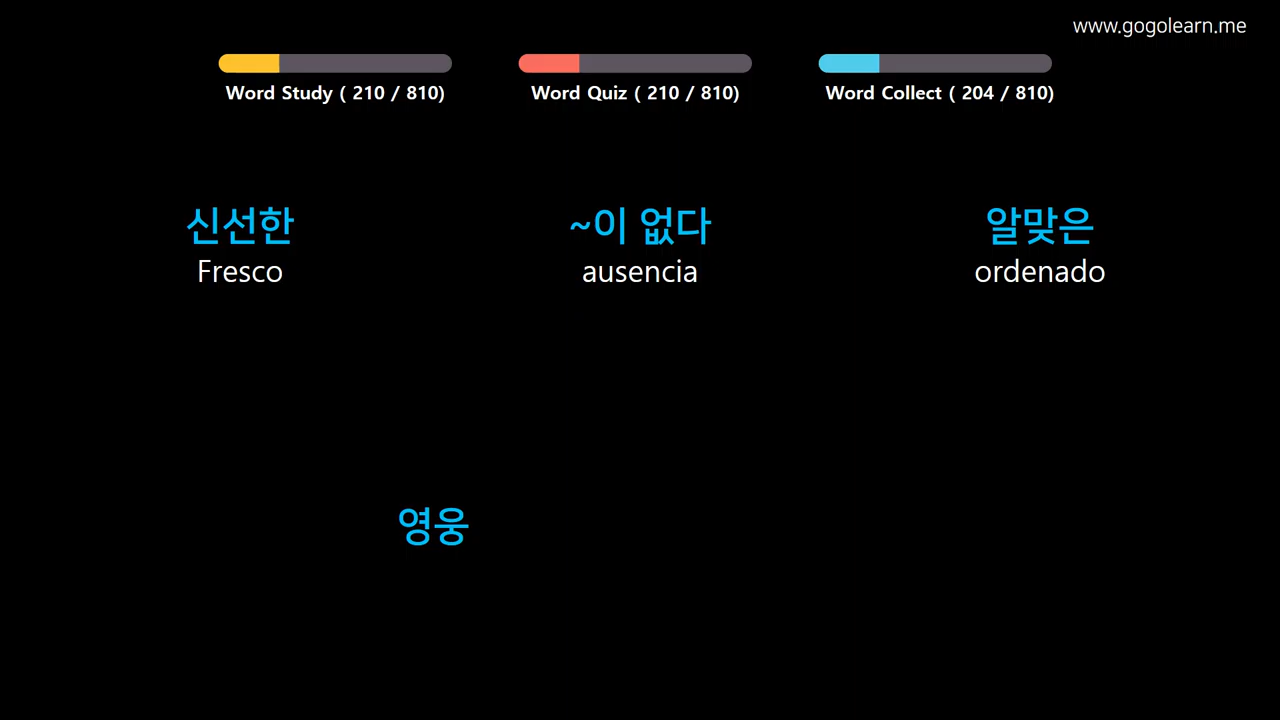 www.gogolearn.me
Word Study ( 210 / 810)
Word Quiz ( 210 / 810)
Word Collect ( 204 / 810)
신선한
Fresco
~이 없다
ausencia
알맞은
ordenado
영웅